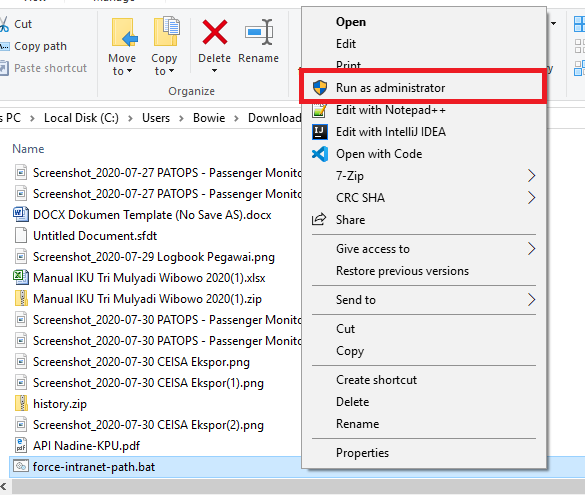 Cut
Copy path
Paste shortcut
Move to
Copy to
Delete
Rename
Organize
s PC > Local Disk (C:) > Users > Bowie > Download
Name
Screenshot_2020-07-27 PATOPS - Passenger Monito
Screenshot_2020-07-27 PATOPS - Passenger Monito
DOCX Dokumen Template (No Save AS).docx
Untitled Document.sfdt
Screenshot_2020-07-29 Logbook Pegawai.png
Manual IKU Tri Mulyadi Wibowo 2020(1).xlsx
Manual IKU Tri Mulyadi Wibowo 2020(1).zip
Screenshot_2020-07-30 PATOPS - Passenger Monito
Screenshot_2020-07-30 PATOPS - Passenger Monito
Screenshot_2020-07-30 CEISA Ekspor.png
Screenshot_2020-07-30 CEISA Ekspor(1).png
history.zip
Screenshot_2020-07-30 CEISA Ekspor(2).png
API Nadine-KPU.pdf
force-intranet-path.bat
Open
Edit
Print
Run as administrator
Edit with Notepad++
Edit with IntelliJ IDEA
Open with Code
7-Zip
CRC SHA
Share
Give access to
Restore previous versions
Send to
Cut
Copy
Create shortcut
Delete
Rename
Properties